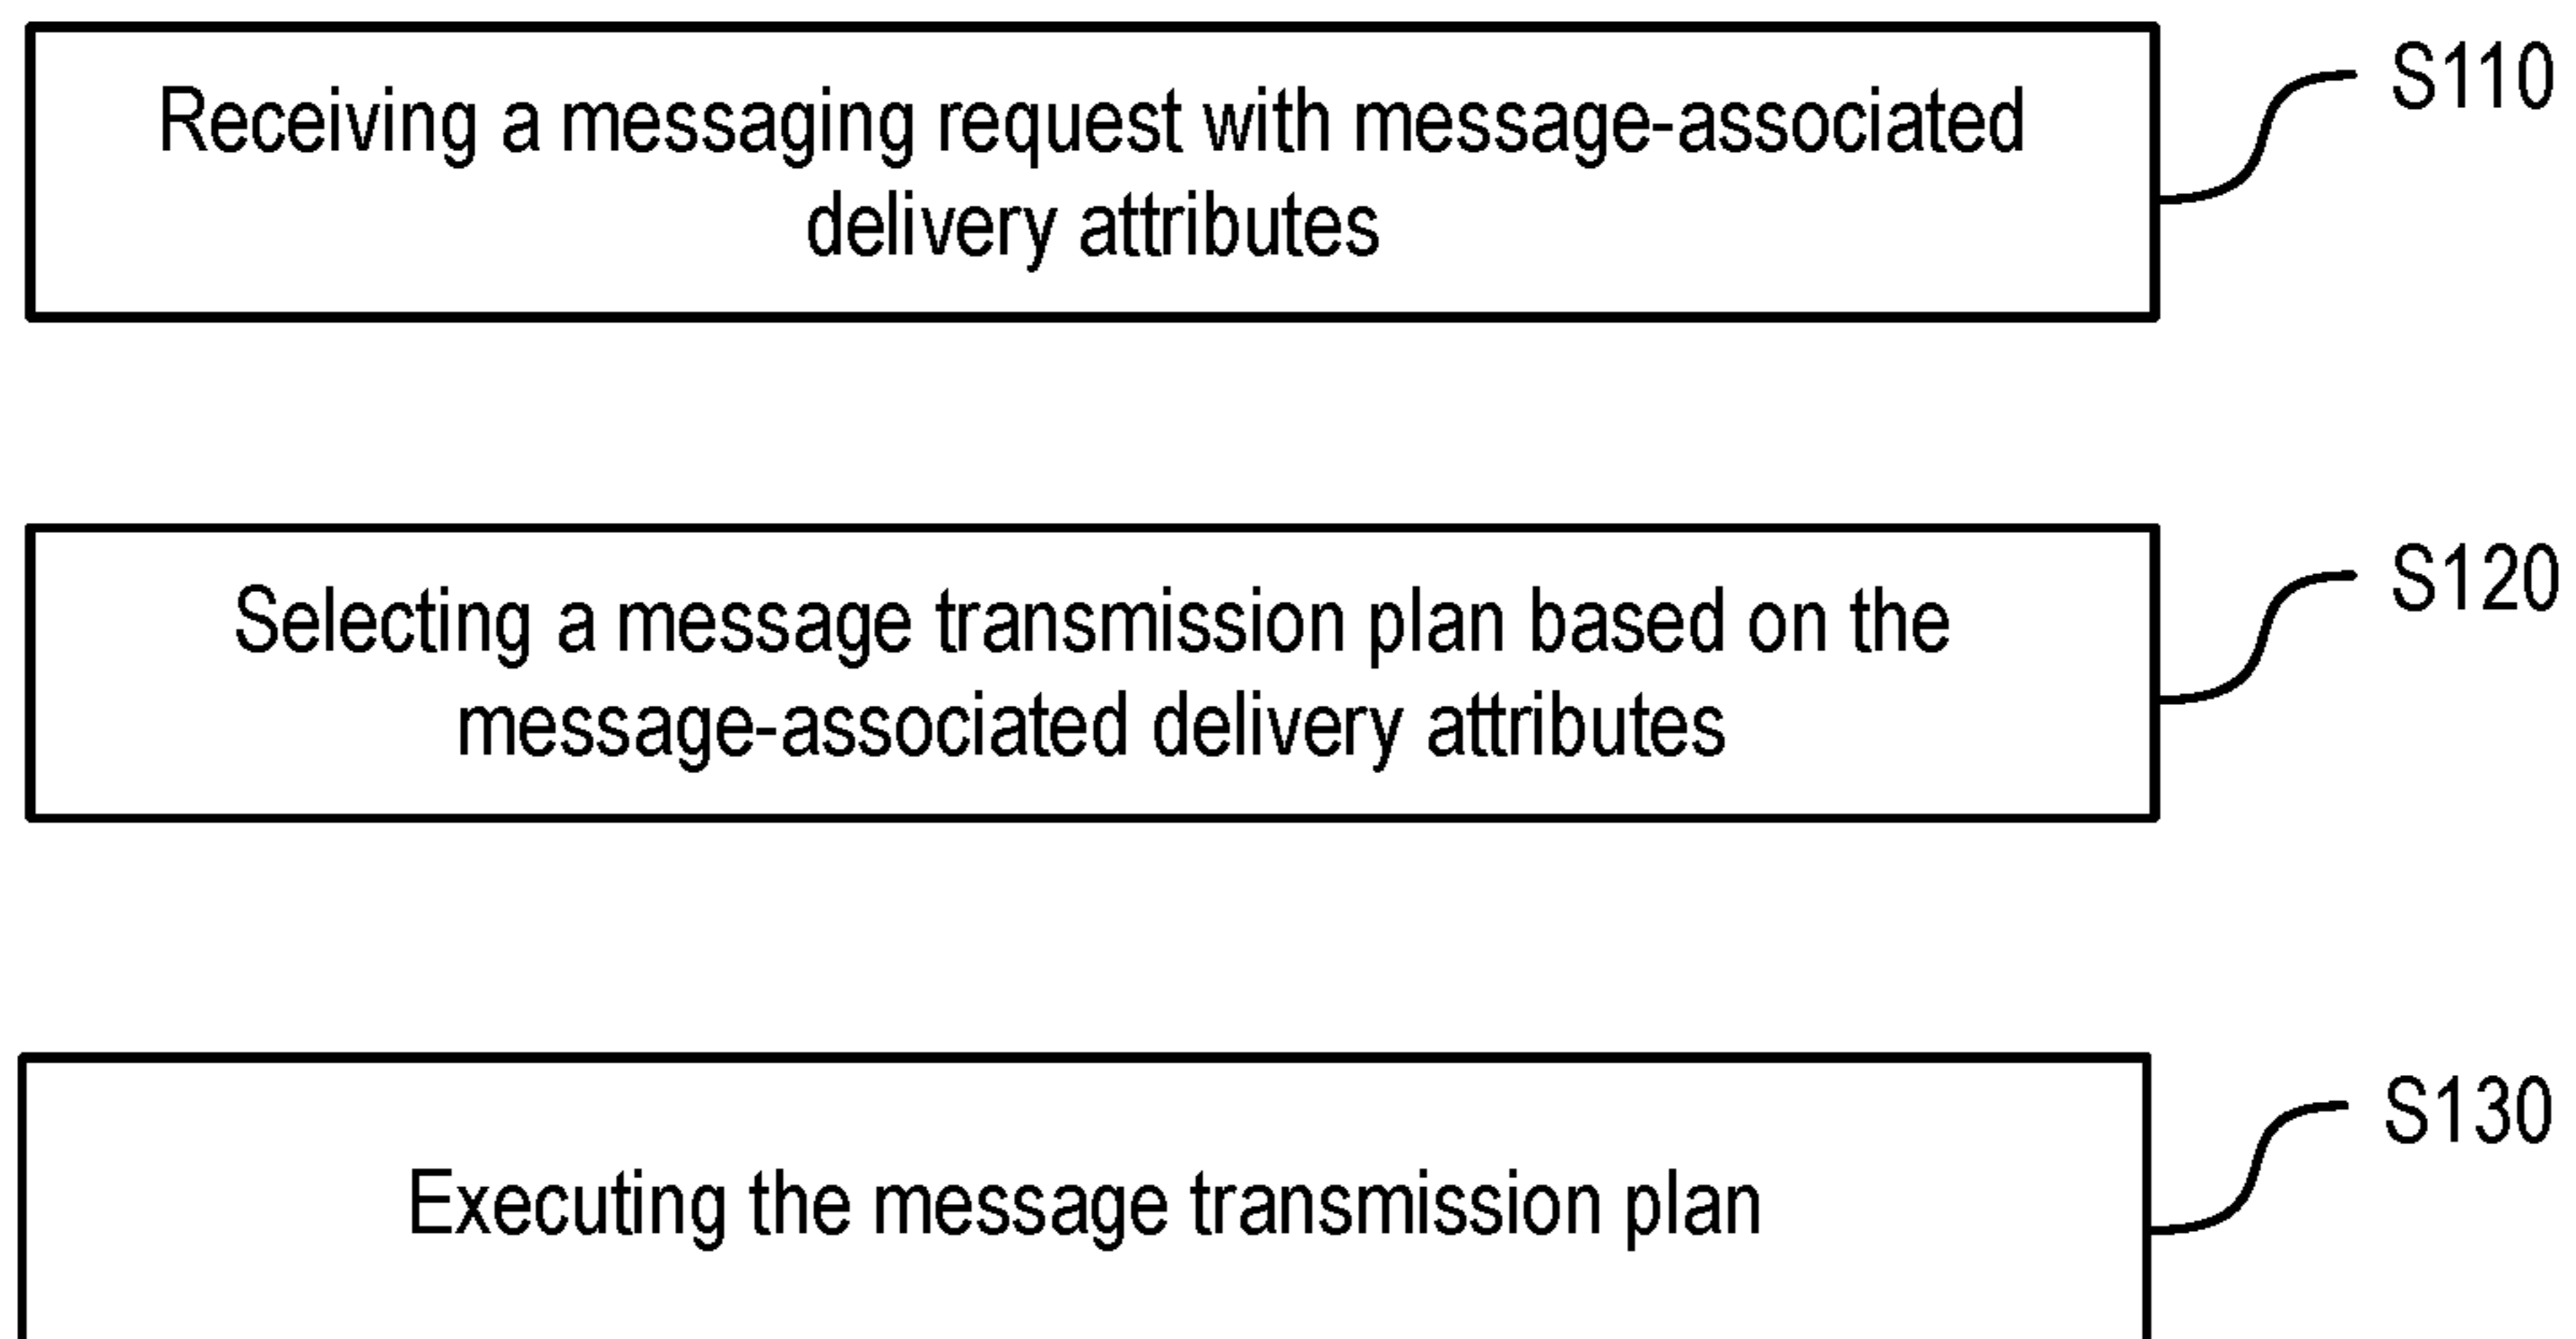 Receiving a messaging request with message-associated
delivery attributes
S110
Selecting a message transmission plan based on the
message-associated delivery attributes
S120
Executing the message transmission plan
S130